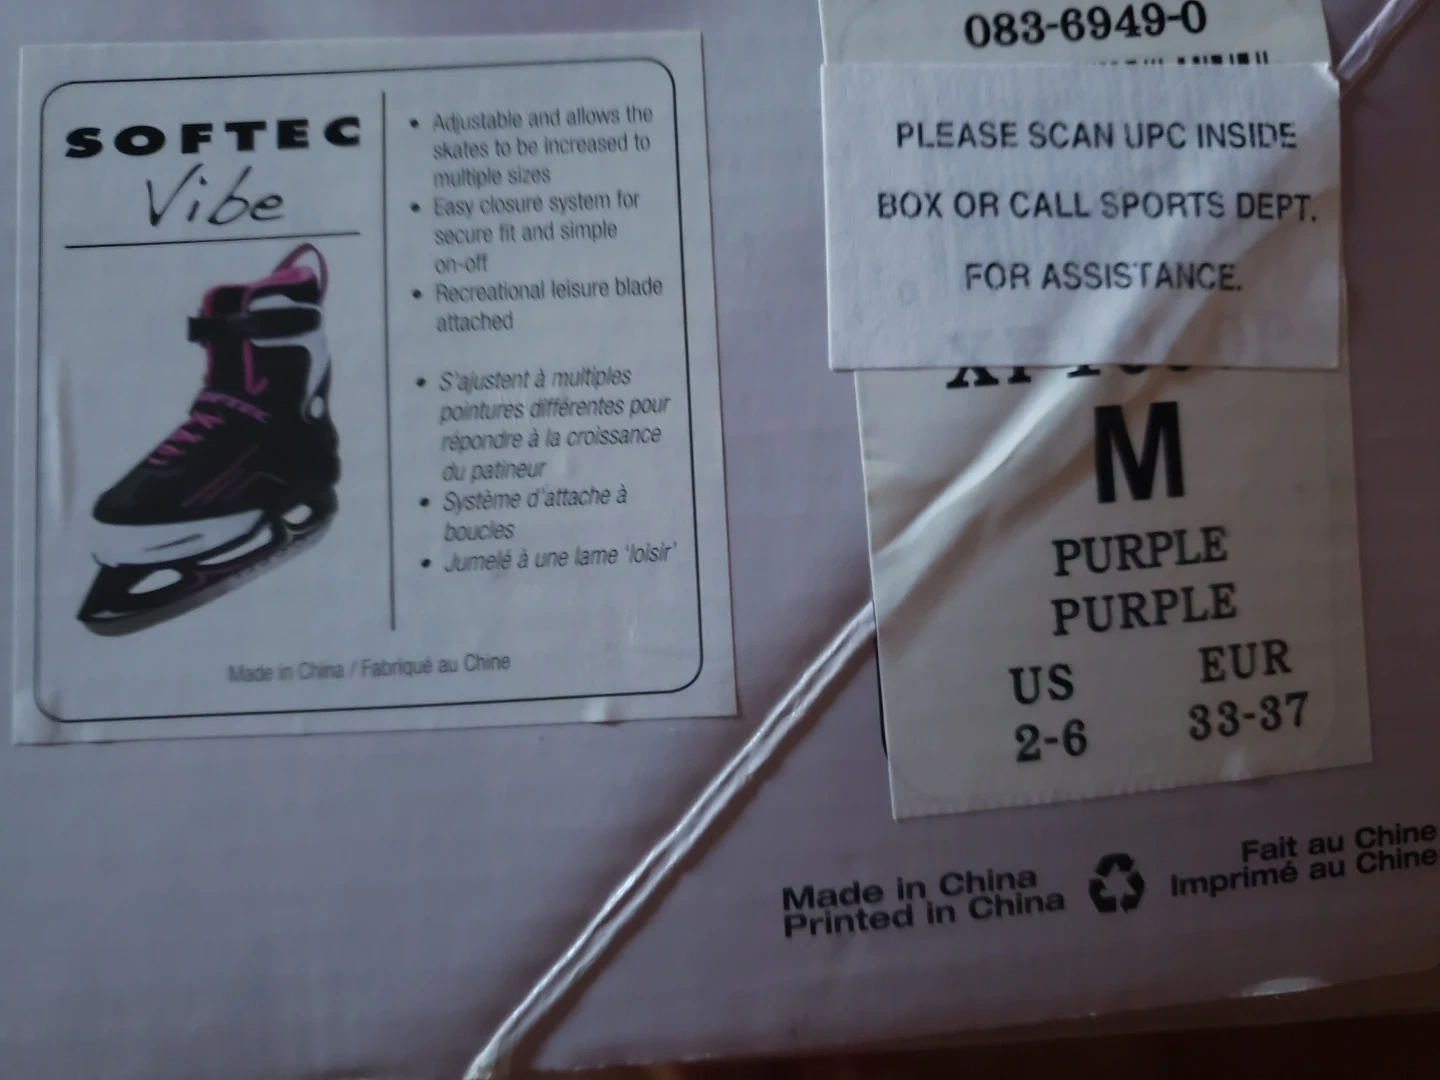 SOFTEC
Vibe
• Adjustable and allows the
skates to be increased to
multiple sizes
• Easy closure system for
secure fit and simple
on-off
• Recreational leisure blade
attached
• S'ajustent à multiples
pointures différentes pour
répondre à la croissance
du patineur
• Système d'attache à
boucles
• Jumelé à une lame 'loisir'
Made in China / Fabriqué au Chine
083-6949-0
PLEASE SCAN UPC INSIDE
BOX OR CALL SPORTS DEPT.
FOR ASSISTANCE.
M
PURPLE
PURPLE
US EUR
2-6 33-37
Made in China
Printed in China
Fait au Chine
Imprimé au Chine